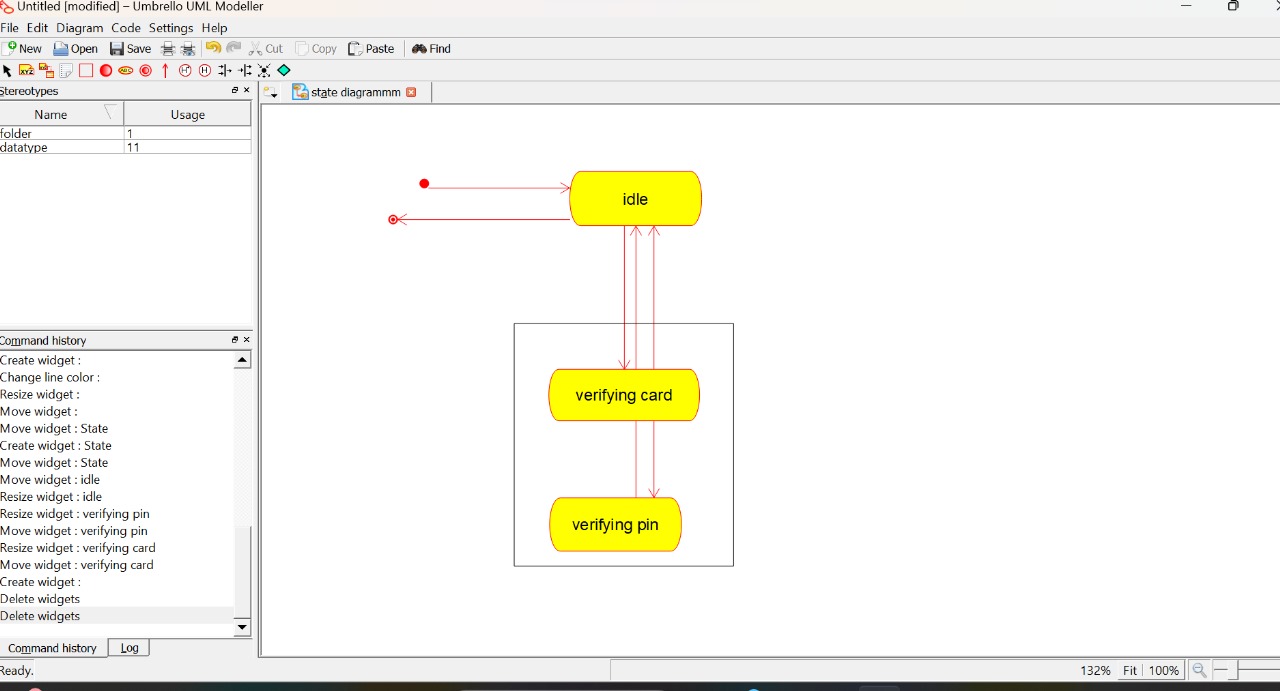 Untitled [modified] – Umbrello UML Modeller
File Edit Diagram Code Settings Help
New Open Save Cut Copy Paste Find
XYZ ABC H H
Stereotypes
state diagrammm
Name Usage
folder 1
datatype 11
idle
verifying card
verifying pin
Command history
Create widget :
Change line color :
Resize widget :
Move widget :
Move widget : State
Create widget : State
Move widget : State
Move widget : idle
Resize widget : idle
Resize widget : verifying pin
Move widget : verifying pin
Resize widget : verifying card
Move widget : verifying card
Create widget :
Delete widgets
Delete widgets
Command history Log
Ready.
132% Fit 100%